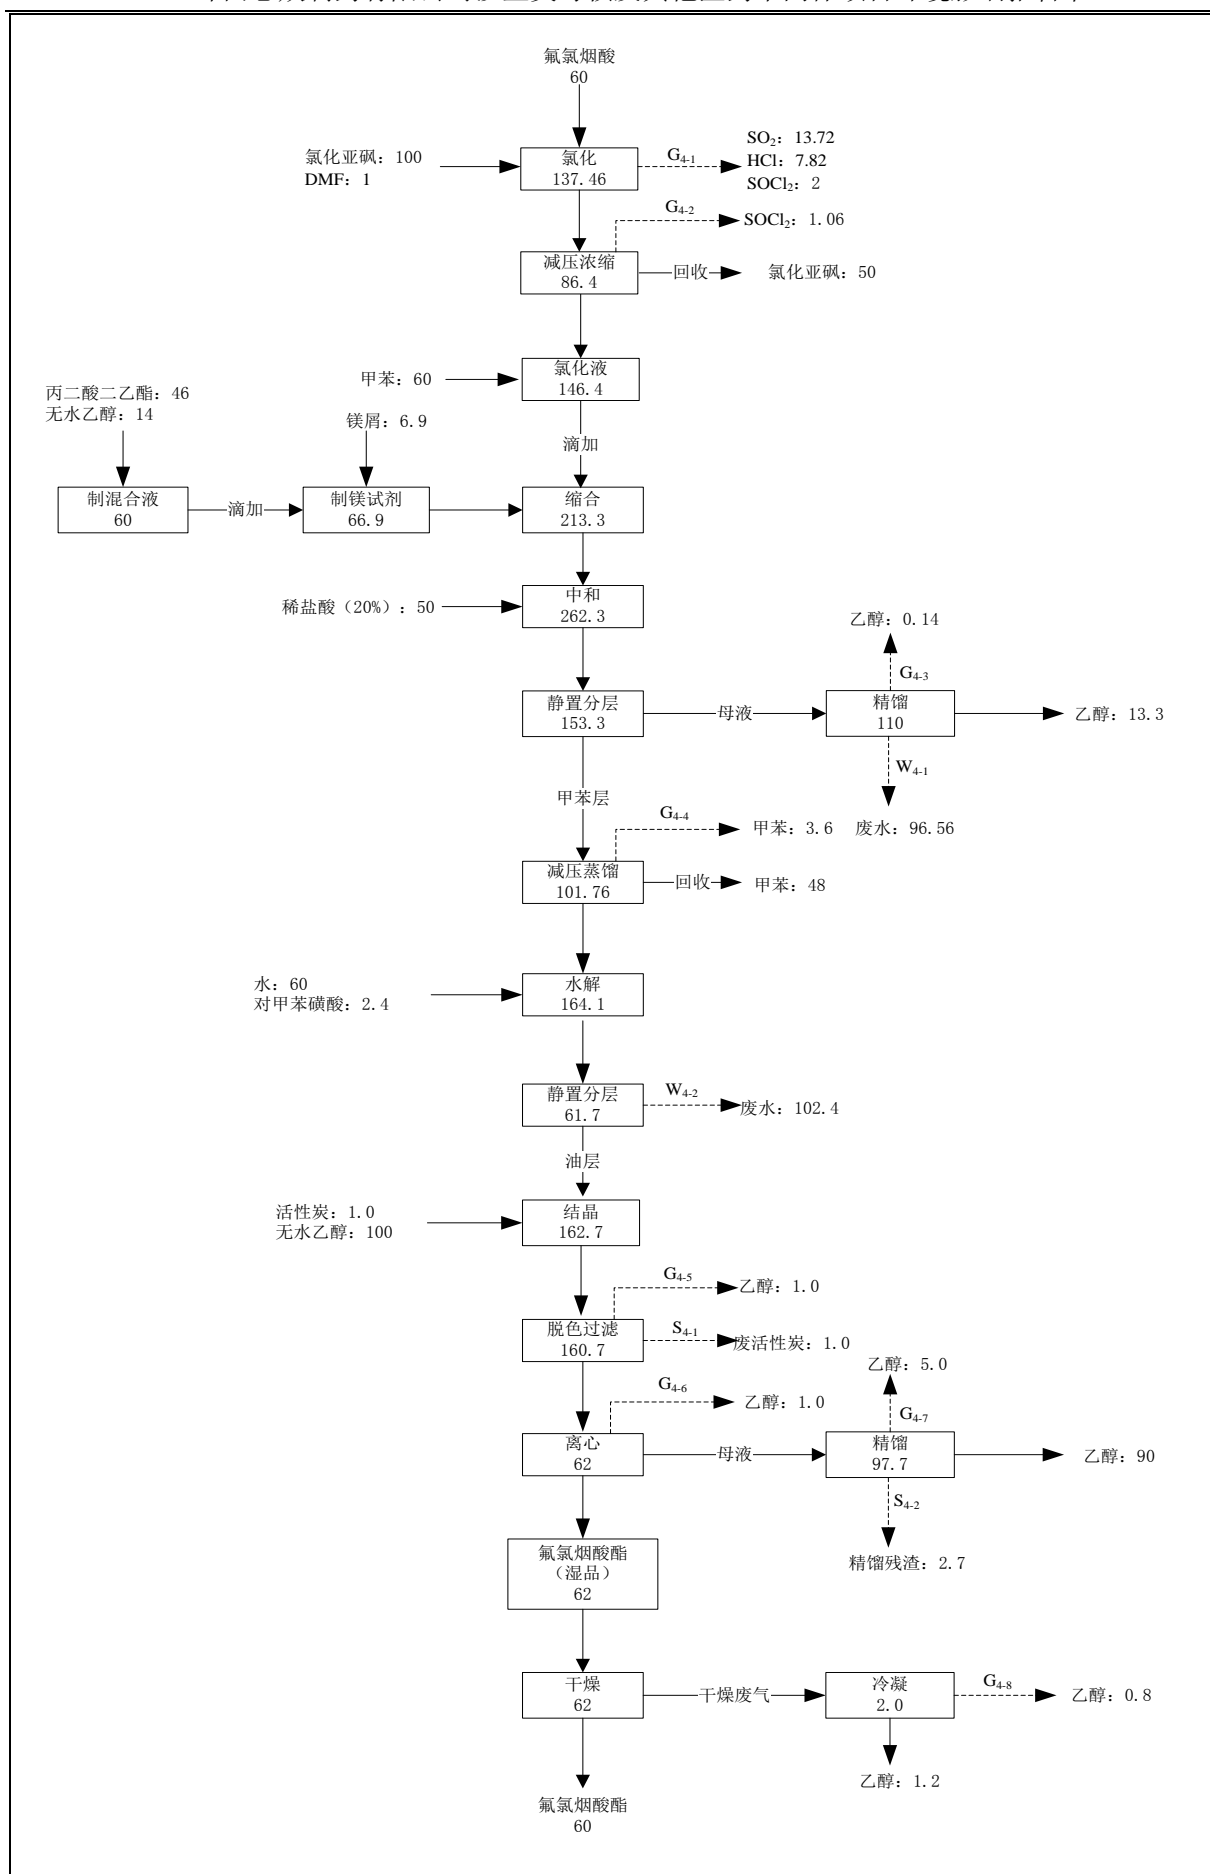 氟氯烟酸
60
氯化亚砜：100
DMF：1
氯化
137.46
G4-1
SO2：13.72
HCl：7.82
SOCl2：2
G4-2
SOCl2：1.06
减压浓缩
86.4
回收
氯化亚砜：50
甲苯：60
氯化液
146.4
丙二酸二乙酯：46
无水乙醇：14
镁屑：6.9
滴加
制混合液
60
滴加
制镁试剂
66.9
缩合
213.3
稀盐酸（20%）：50
中和
262.3
乙醇：0.14
G4-3
静置分层
153.3
母液
精馏
110
乙醇：13.3
W4-1
甲苯层
G4-4
甲苯：3.6
废水：96.56
减压蒸馏
101.76
回收
甲苯：48
水：60
对甲苯磺酸：2.4
水解
164.1
静置分层
61.7
W4-2
废水：102.4
油层
活性炭：1.0
无水乙醇：100
结晶
162.7
G4-5
乙醇：1.0
脱色过滤
160.7
S4-1
废活性炭：1.0
乙醇：5.0
G4-6
乙醇：1.0
G4-7
离心
62
母液
精馏
97.7
乙醇：90
S4-2
精馏残渣：2.7
氟氯烟酸酯
（湿品）
62
干燥
62
干燥废气
冷凝
2.0
G4-8
乙醇：0.8
乙醇：1.2
氟氯烟酸酯
60